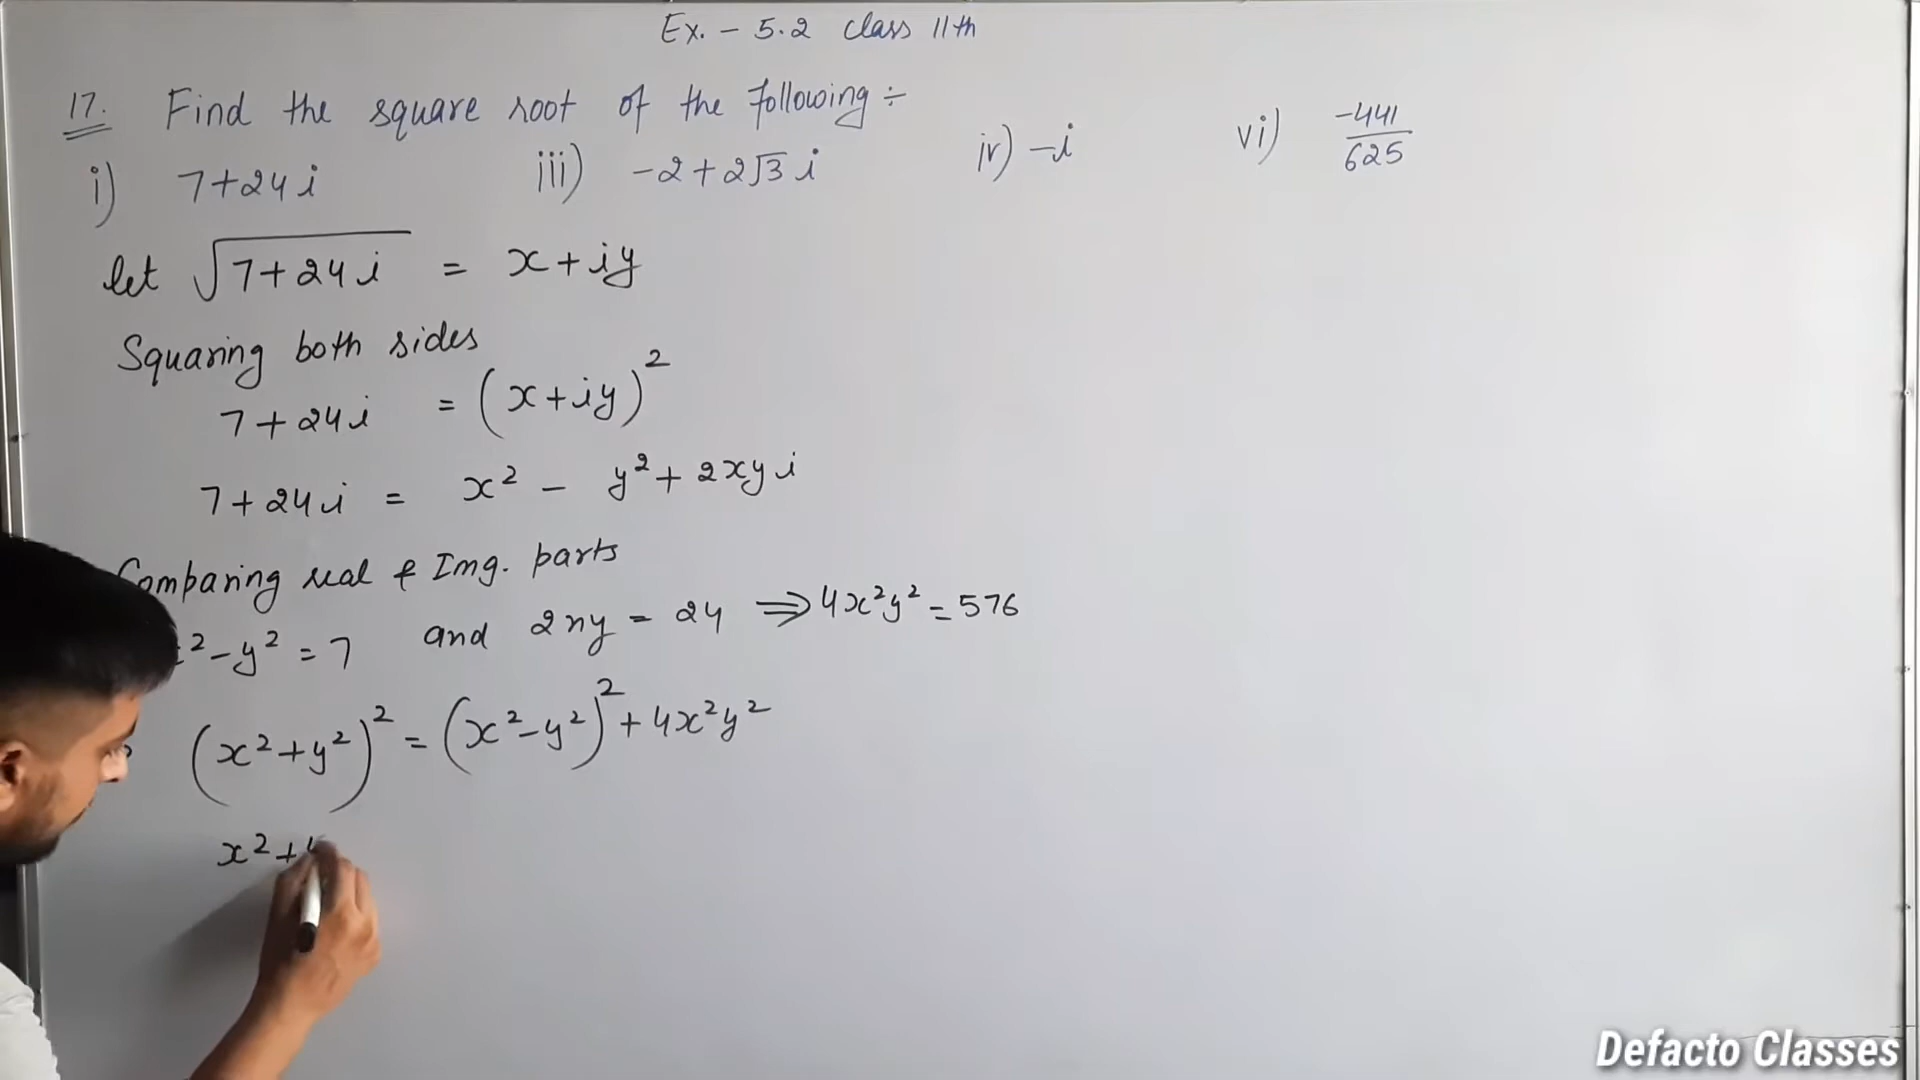 Ex. - 5.2 class 11th
17. Find the square root of the following ÷
i) 7+24i iii) -2+2√3 i iv) -i vi) -441/625
let √7+24i = x+iy
Squaring both sides
7+24i = (x+iy)²
7+24i = x² - y² + 2xyi
Comparing real & Img. parts
² - y² = 7 and 2xy = 24 ⇒ 4x²y² = 576
(x²+y²)² = (x²-y²)² + 4x²y²
x²+
Defacto Classes